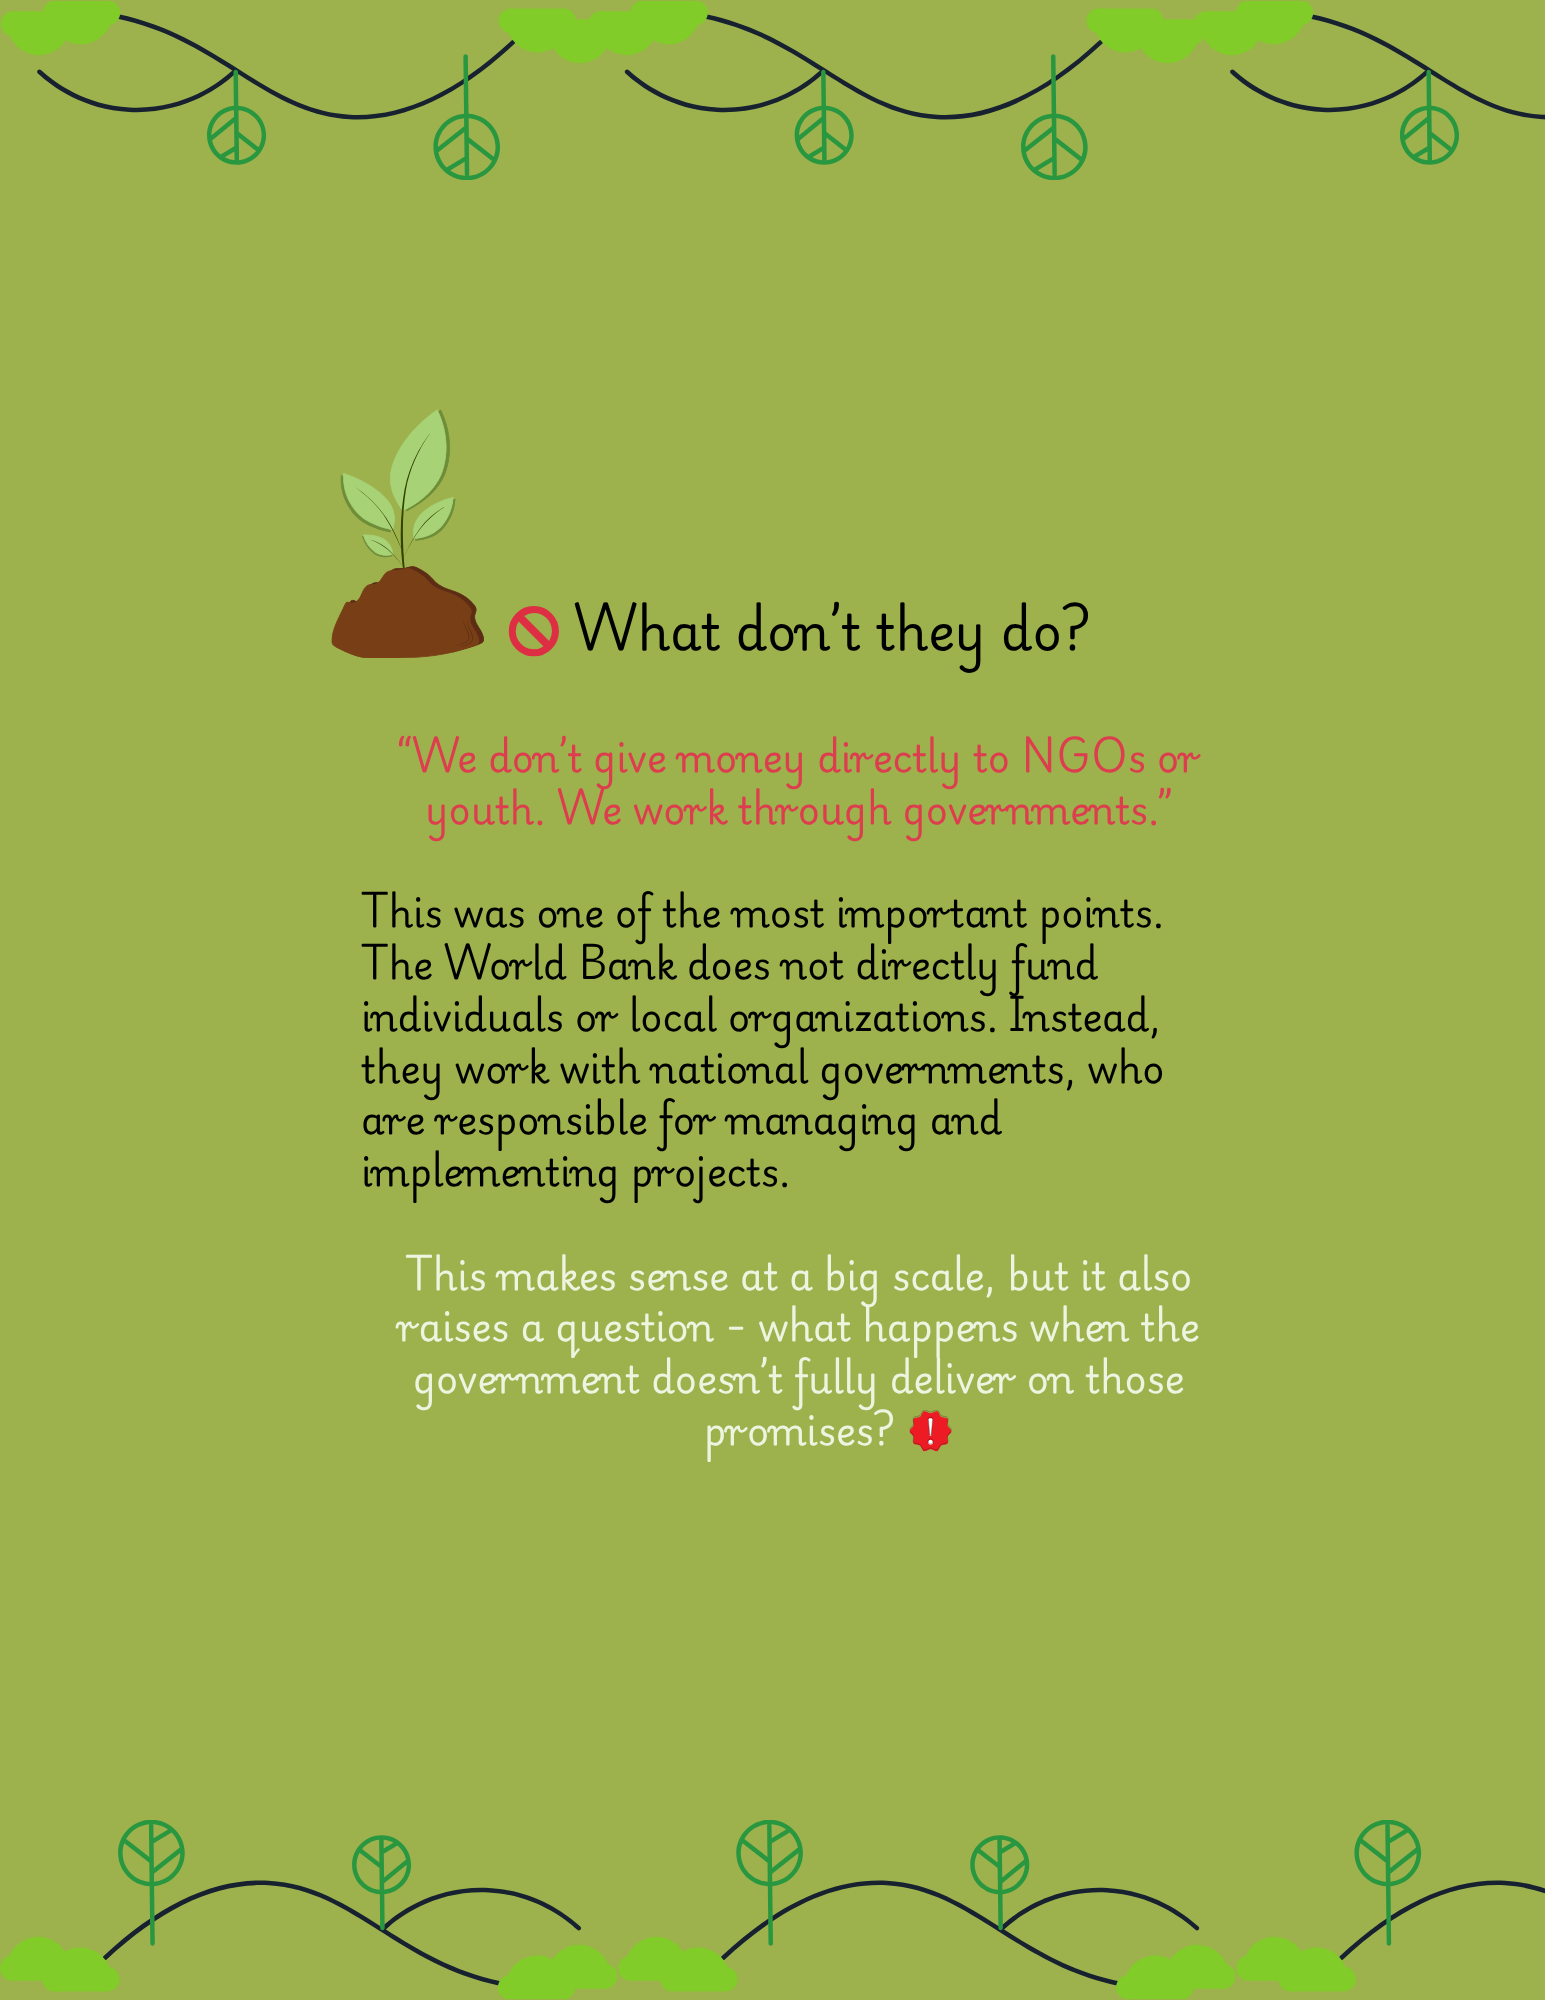 🚫 What don't they do?
“We don't give money directly to NGOs or
youth. We work through governments.”
This was one of the most important points.
The World Bank does not directly fund
individuals or local organizations. Instead,
they work with national governments, who
are responsible for managing and
implementing projects.
This makes sense at a big scale, but it also
raises a question - what happens when the
government doesn't fully deliver on those
promises? !